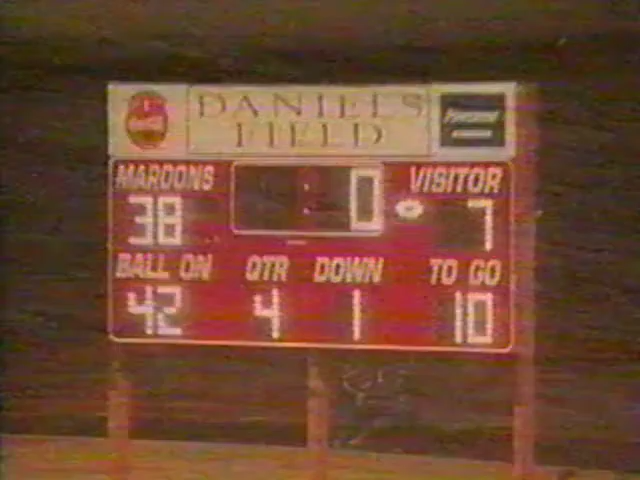 DANIELS
FIELD
MAROONS : 0 VISITOR
38 7
BALL ON QTR DOWN TO GO
42 4 1 10